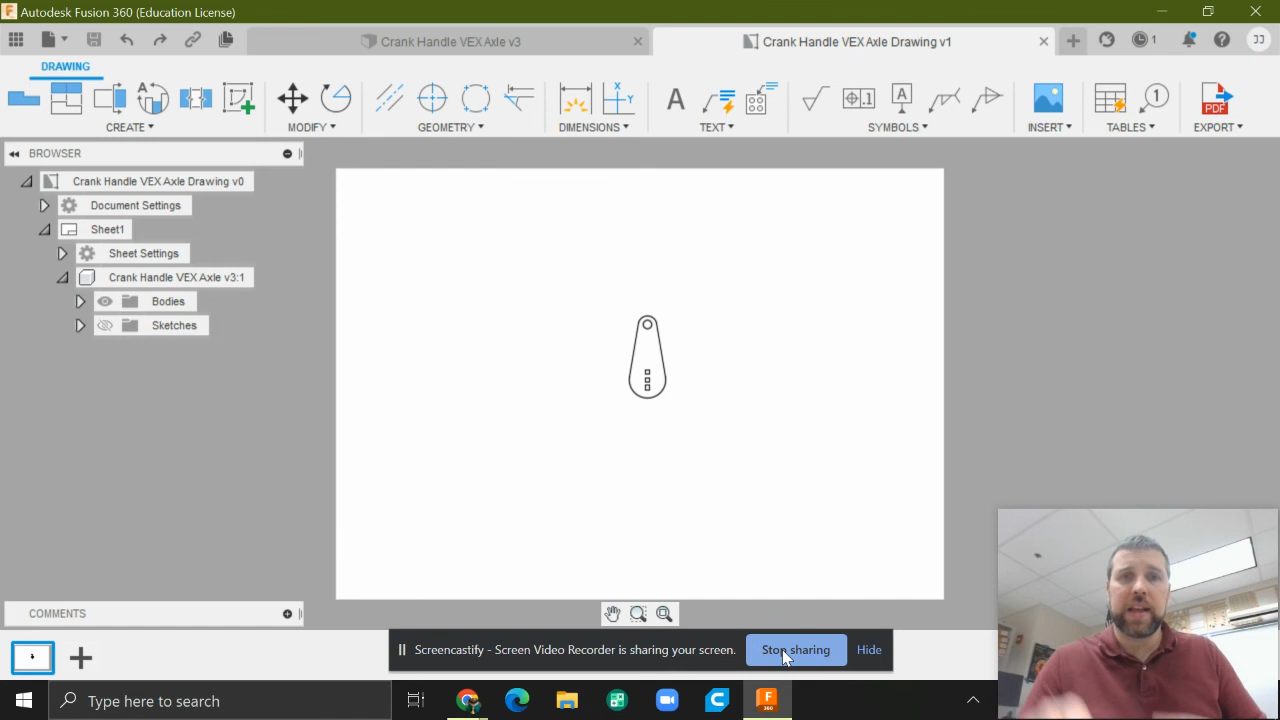 Autodesk Fusion 360 (Education License)
Crank Handle VEX Axle v3
Crank Handle VEX Axle Drawing v1
1
JJ
DRAWING
CREATE
MODIFY
GEOMETRY
DIMENSIONS
TEXT
SYMBOLS
INSERT
TABLES
EXPORT
BROWSER
Crank Handle VEX Axle Drawing v0
Document Settings
Sheet1
Sheet Settings
Crank Handle VEX Axle v3:1
Bodies
Sketches
COMMENTS
Screencastify - Screen Video Recorder is sharing your screen.
Stop sharing
Hide
Type here to search